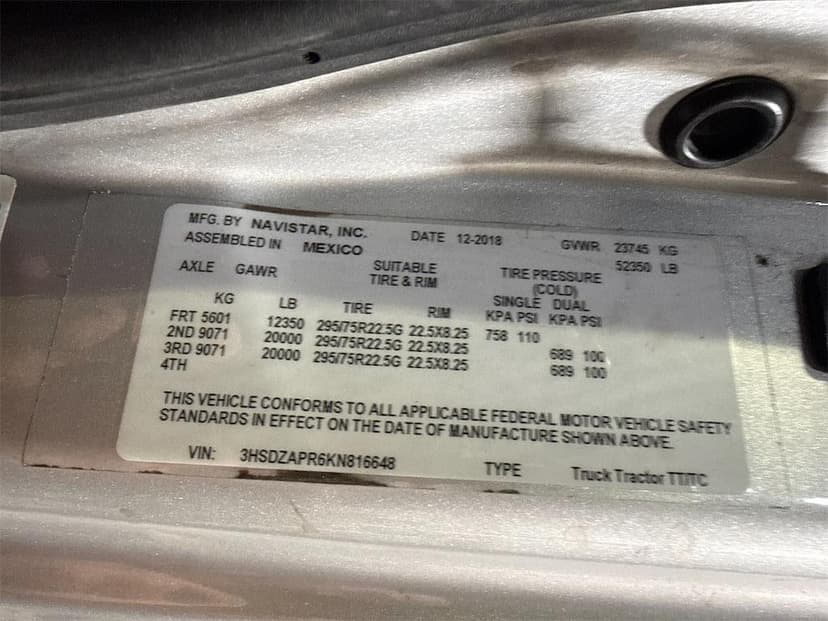 MFG. BY NAVISTAR, INC. DATE 12-2018 GVWR 23745 KG
ASSEMBLED IN MEXICO 52350 LB
AXLE GAWR SUITABLE TIRE PRESSURE
TIRE & RIM (COLD)
SINGLE DUAL
KG LB TIRE RIM KPA PSI KPA PSI
FRT 5601 12350 295/75R22.5G 22.5X8.25 758 110
2ND 9071 20000 295/75R22.5G 22.5X8.25 689 100
3RD 9071 20000 295/75R22.5G 22.5X8.25 689 100
4TH
THIS VEHICLE CONFORMS TO ALL APPLICABLE FEDERAL MOTOR VEHICLE SAFETY
STANDARDS IN EFFECT ON THE DATE OF MANUFACTURE SHOWN ABOVE.
VIN: 3HSDZAPR6KN816648 TYPE Truck Tractor TT/TC